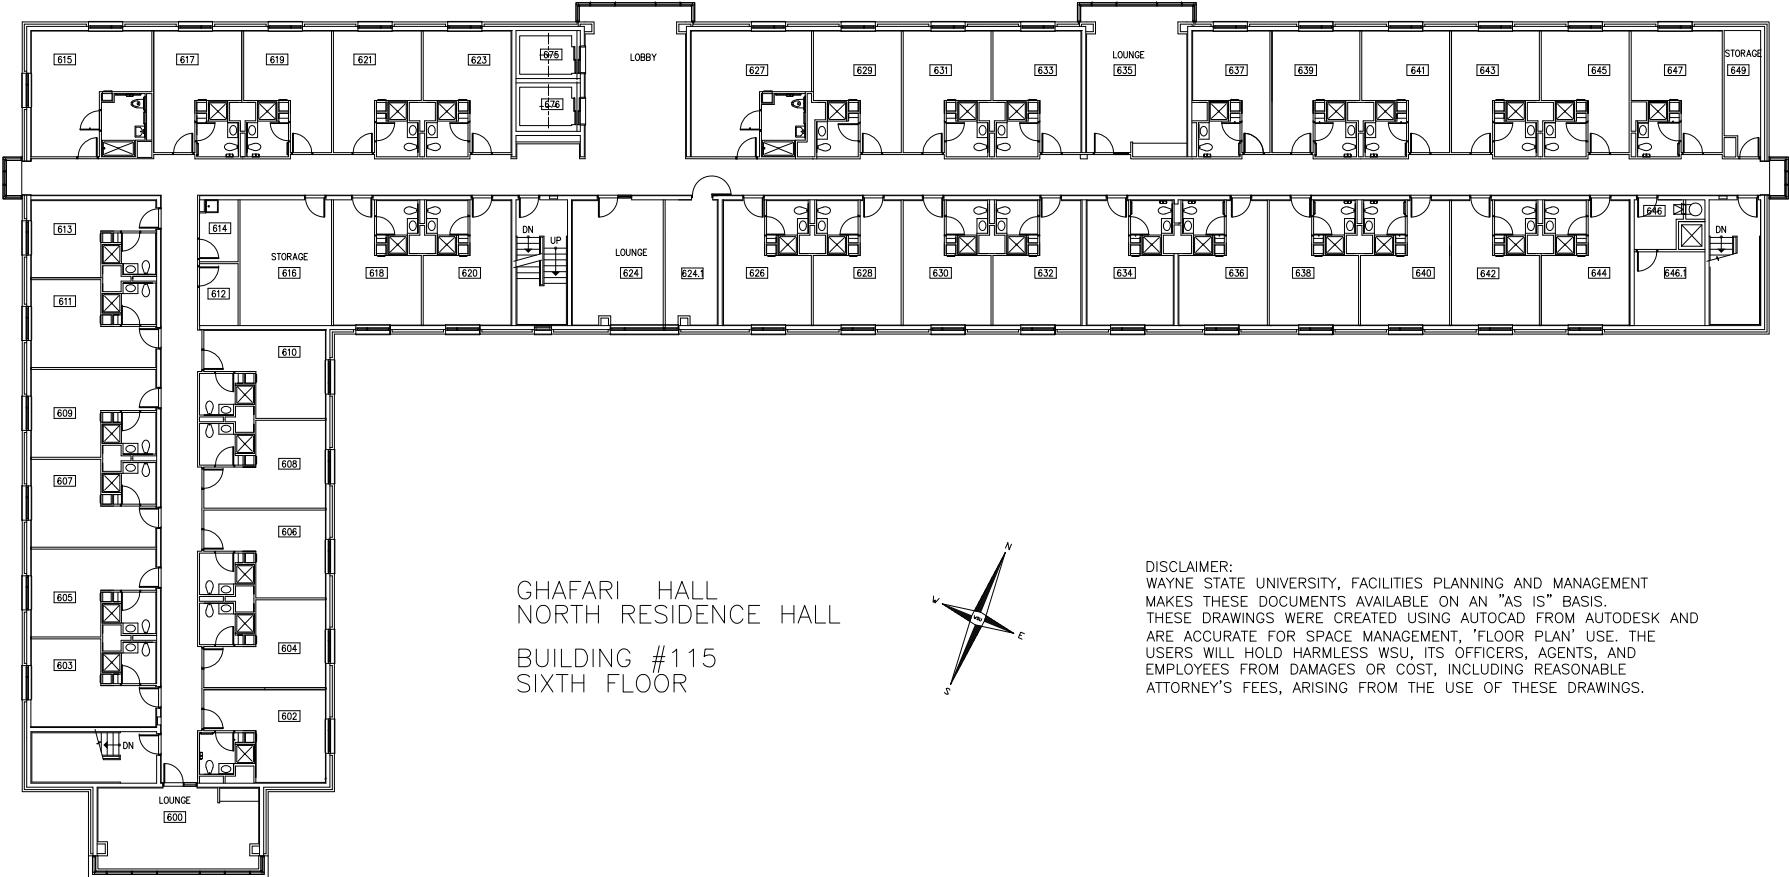 LOBBY
LOUNGE
STORAGE
615
617
619
621
623
675
676
627
629
631
633
635
637
639
641
643
645
647
649
613
614
STORAGE
616
612
618
620
DN
UP
LOUNGE
624
624.1
626
628
630
632
634
636
638
640
642
644
646
646.1
DN
611
610
609
608
607
606
605
604
603
602
DN
LOUNGE
600
GHAFARI HALL
NORTH RESIDENCE HALL
BUILDING #115
SIXTH FLOOR
N
W
E
S
DISCLAIMER:
WAYNE STATE UNIVERSITY, FACILITIES PLANNING AND MANAGEMENT
MAKES THESE DOCUMENTS AVAILABLE ON AN "AS IS" BASIS.
THESE DRAWINGS WERE CREATED USING AUTOCAD FROM AUTODESK AND
ARE ACCURATE FOR SPACE MANAGEMENT, 'FLOOR PLAN' USE. THE
USERS WILL HOLD HARMLESS WSU, ITS OFFICERS, AGENTS, AND
EMPLOYEES FROM DAMAGES OR COST, INCLUDING REASONABLE
ATTORNEY'S FEES, ARISING FROM THE USE OF THESE DRAWINGS.